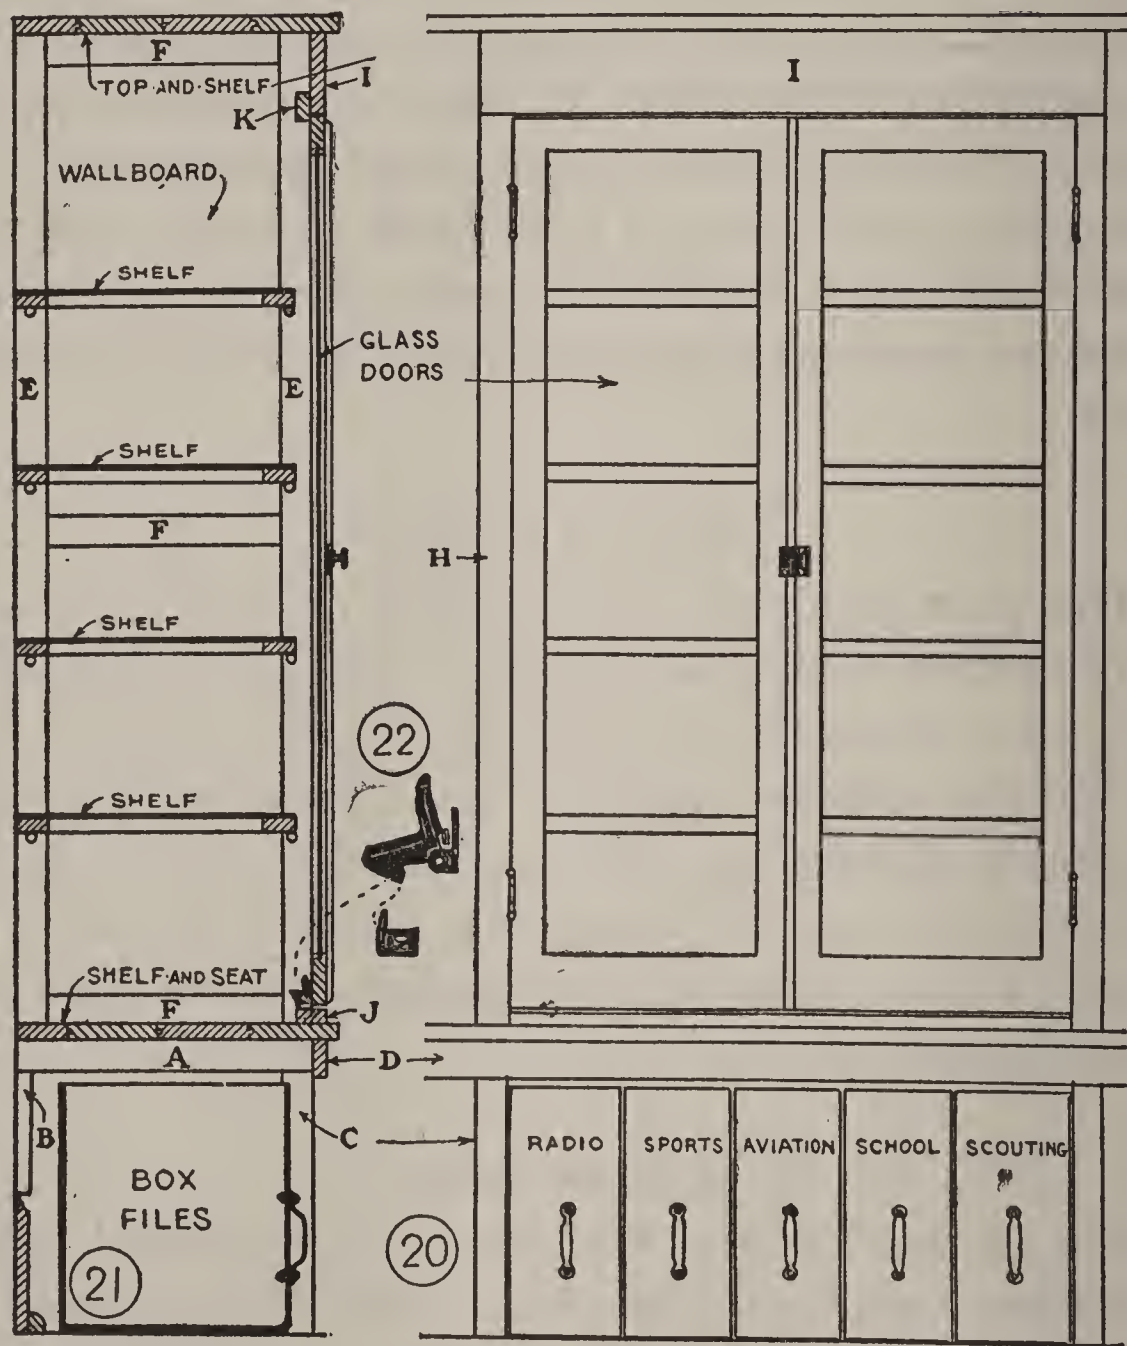 F
TOP·AND·SHELF
I
I
K
WALLBOARD
SHELF
GLASS
DOORS
E
E
SHELF
F
H
SHELF
22
SHELF
SHELF·AND SEAT
F
J
A
D
B
C
BOX
FILES
21
20
RADIO
SPORTS
AVIATION
SCHOOL
SCOUTING